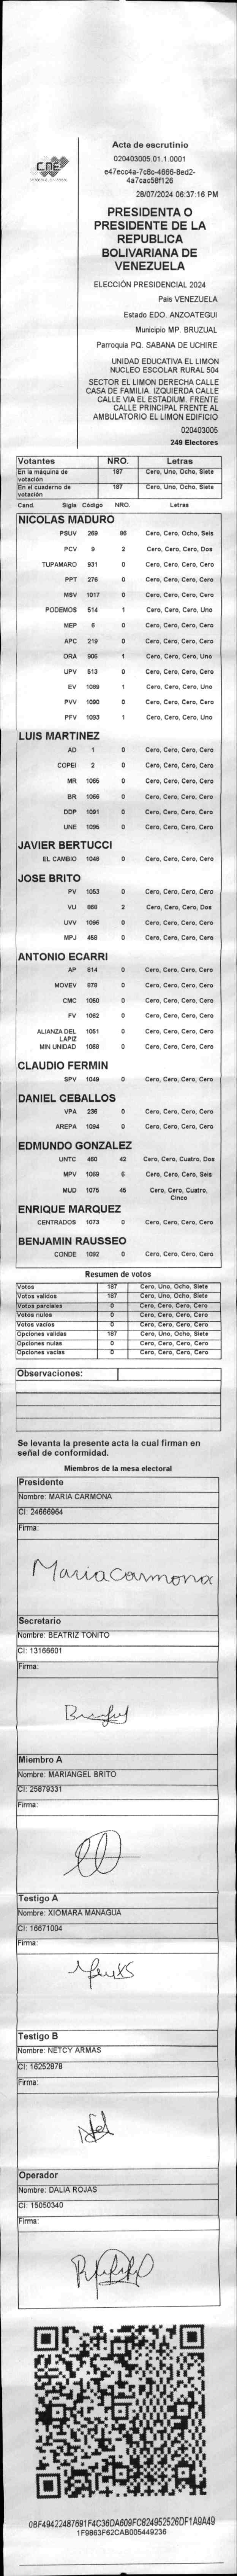 CNE
Acta de escrutinio
020403005.01.1.0001
e47ecc4a-7c8c-4666-8ed2-
4a7cac58f126
28/07/2024 06:37:16 PM
PRESIDENTA O
PRESIDENTE DE LA
REPUBLICA
BOLIVARIANA DE
VENEZUELA
ELECCIÓN PRESIDENCIAL 2024
Pais VENEZUELA
Estado EDO. ANZOATEGUI
Municipio MP. BRUZUAL
Parroquia PQ. SABANA DE UCHIRE
UNIDAD EDUCATIVA EL LIMON
NUCLEO ESCOLAR RURAL 504
SECTOR EL LIMON DERECHA CALLE
CASA DE FAMILIA. IZQUIERDA CALLE
CALLE VIA EL ESTADIUM. FRENTE
CALLE PRINCIPAL FRENTE AL
AMBULATORIO EL LIMON EDIFICIO
020403005
249 Electores
Votantes NRO. Letras
En la máquina de votación 187 Cero, Uno, Ocho, Siete
En el cuaderno de votación 187 Cero, Uno, Ocho, Siete
Cand. Sigla Código NRO. Letras
NICOLAS MADURO
PSUV 269 86 Cero, Cero, Ocho, Seis
PCV 9 2 Cero, Cero, Cero, Dos
TUPAMARO 931 0 Cero, Cero, Cero, Cero
PPT 276 0 Cero, Cero, Cero, Cero
MSV 1017 0 Cero, Cero, Cero, Cero
PODEMOS 514 1 Cero, Cero, Cero, Uno
MEP 6 0 Cero, Cero, Cero, Cero
APC 219 0 Cero, Cero, Cero, Cero
ORA 906 1 Cero, Cero, Cero, Uno
UPV 513 0 Cero, Cero, Cero, Cero
EV 1089 1 Cero, Cero, Cero, Uno
PVV 1090 0 Cero, Cero, Cero, Cero
PFV 1093 1 Cero, Cero, Cero, Uno
LUIS MARTINEZ
AD 1 0 Cero, Cero, Cero, Cero
COPEI 2 0 Cero, Cero, Cero, Cero
MR 1065 0 Cero, Cero, Cero, Cero
BR 1066 0 Cero, Cero, Cero, Cero
DDP 1091 0 Cero, Cero, Cero, Cero
UNE 1095 0 Cero, Cero, Cero, Cero
JAVIER BERTUCCI
EL CAMBIO 1048 0 Cero, Cero, Cero, Cero
JOSE BRITO
PV 1053 0 Cero, Cero, Cero, Cero
VU 668 2 Cero, Cero, Cero, Dos
UVV 1096 0 Cero, Cero, Cero, Cero
MPJ 458 0 Cero, Cero, Cero, Cero
ANTONIO ECARRI
AP 814 0 Cero, Cero, Cero, Cero
MOVEV 979 0 Cero, Cero, Cero, Cero
CMC 1050 0 Cero, Cero, Cero, Cero
FV 1062 0 Cero, Cero, Cero, Cero
ALIANZA DEL LAPIZ 1051 0 Cero, Cero, Cero, Cero
MIN UNIDAD 1068 0 Cero, Cero, Cero, Cero
CLAUDIO FERMIN
SPV 1049 0 Cero, Cero, Cero, Cero
DANIEL CEBALLOS
VPA 236 0 Cero, Cero, Cero, Cero
AREPA 1094 0 Cero, Cero, Cero, Cero
EDMUNDO GONZALEZ
UNTC 460 42 Cero, Cero, Cuatro, Dos
MPV 1069 6 Cero, Cero, Cero, Seis
MUD 1075 45 Cero, Cero, Cuatro, Cinco
ENRIQUE MARQUEZ
CENTRADOS 1073 0 Cero, Cero, Cero, Cero
BENJAMIN RAUSSEO
CONDE 1092 0 Cero, Cero, Cero, Cero
Resumen de votos
Votos 187 Cero, Uno, Ocho, Siete
Votos validos 187 Cero, Uno, Ocho, Siete
Votos parciales 0 Cero, Cero, Cero, Cero
Votos nulos 0 Cero, Cero, Cero, Cero
Votos vacios 0 Cero, Cero, Cero, Cero
Opciones validas 187 Cero, Uno, Ocho, Siete
Opciones nulas 0 Cero, Cero, Cero, Cero
Opciones vacias 0 Cero, Cero, Cero, Cero
Observaciones:
Se levanta la presente acta la cual firman en
señal de conformidad.
Miembros de la mesa electoral
Presidente
Nombre: MARIA CARMONA
CI: 24666964
Firma:
Maria carmona
Secretario
Nombre: BEATRIZ TONITO
CI: 13166601
Firma:
Miembro A
Nombre: MARIANGEL BRITO
CI: 25679331
Firma:
Testigo A
Nombre: XIOMARA MANAGUA
CI: 16671004
Firma:
Testigo B
Nombre: NETCY ARMAS
CI: 16252878
Firma:
Operador
Nombre: DALIA ROJAS
CI: 15050340
Firma:
0BF49422487691F4C36DA609FC824952526DF1A9A49
1F9863F62CAB005449236